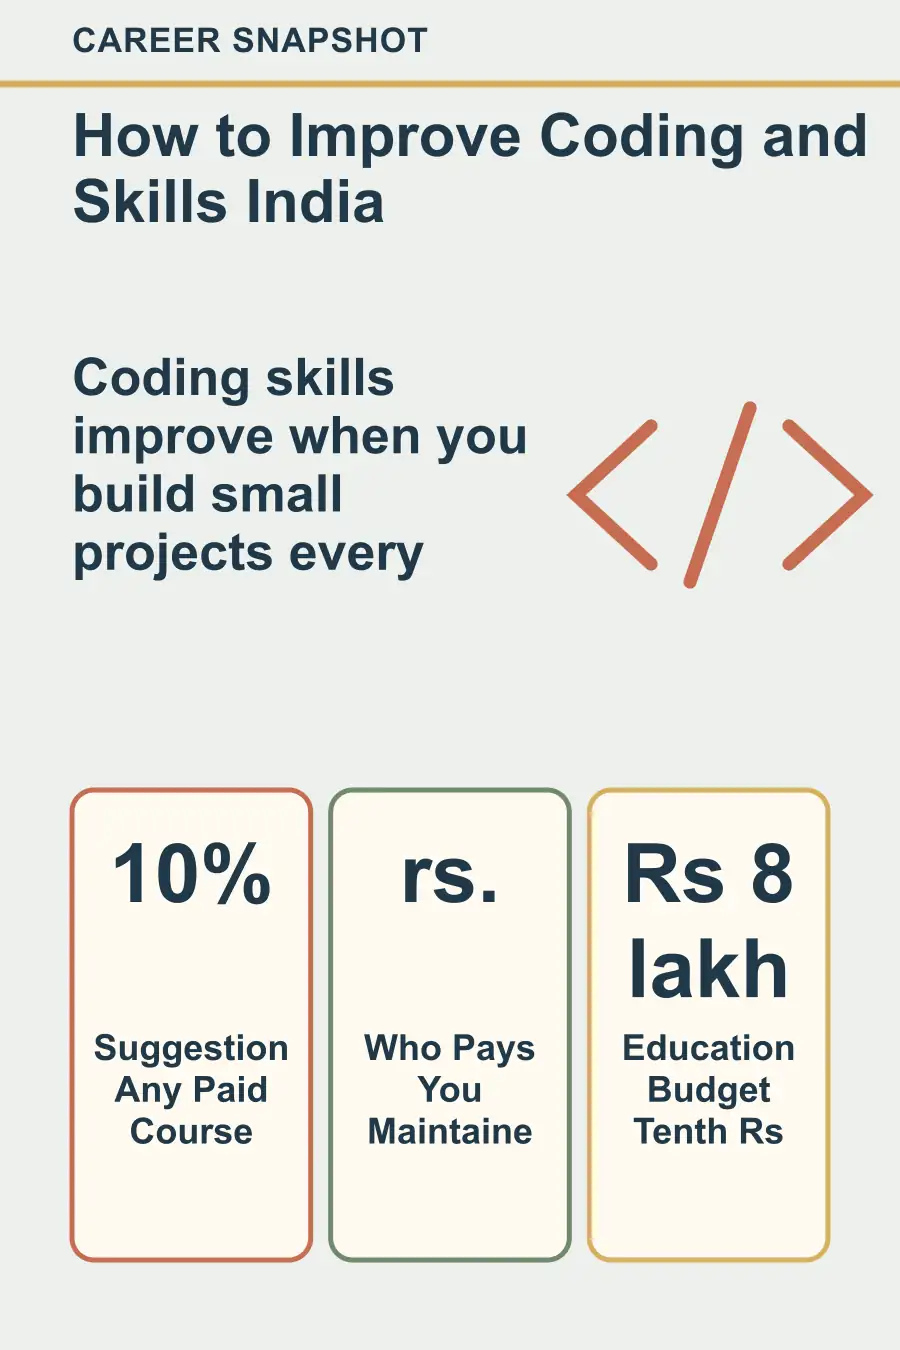 CAREER SNAPSHOT
How to Improve Coding and
Skills India
Coding skills
improve when you
build small
projects every
10%
Suggestion
Any Paid
Course
rs.
Who Pays
You
Maintaine
Rs 8
lakh
Education
Budget
Tenth Rs